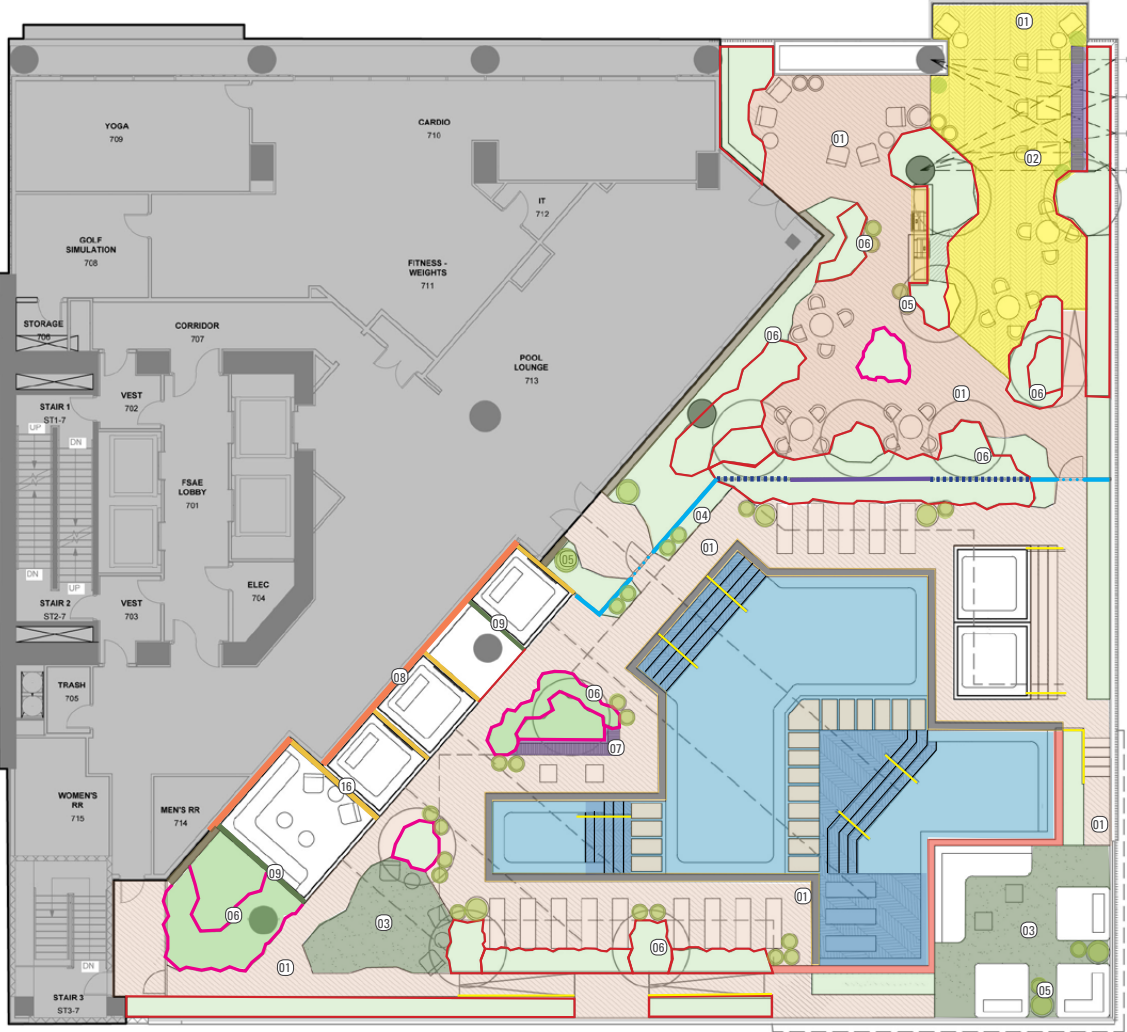 01
YOGA
709
CARDIO
710
01
02
IT
712
GOLF
SIMULATION
708
FITNESS -
WEIGHTS
711
06
05
STORAGE
706
CORRIDOR
707
06
POOL
LOUNGE
713
VEST
702
STAIR 1
ST1-7
UP
DN
01
06
06
FSAE
LOBBY
701
04
01
05
DN
UP
ELEC
704
STAIR 2
ST2-7
VEST
703
09
08
06
TRASH
705
07
16
WOMEN'S
RR
715
MEN'S RR
714
01
09
01
06
03
03
06
01
DN
STAIR 3
ST3-7
05